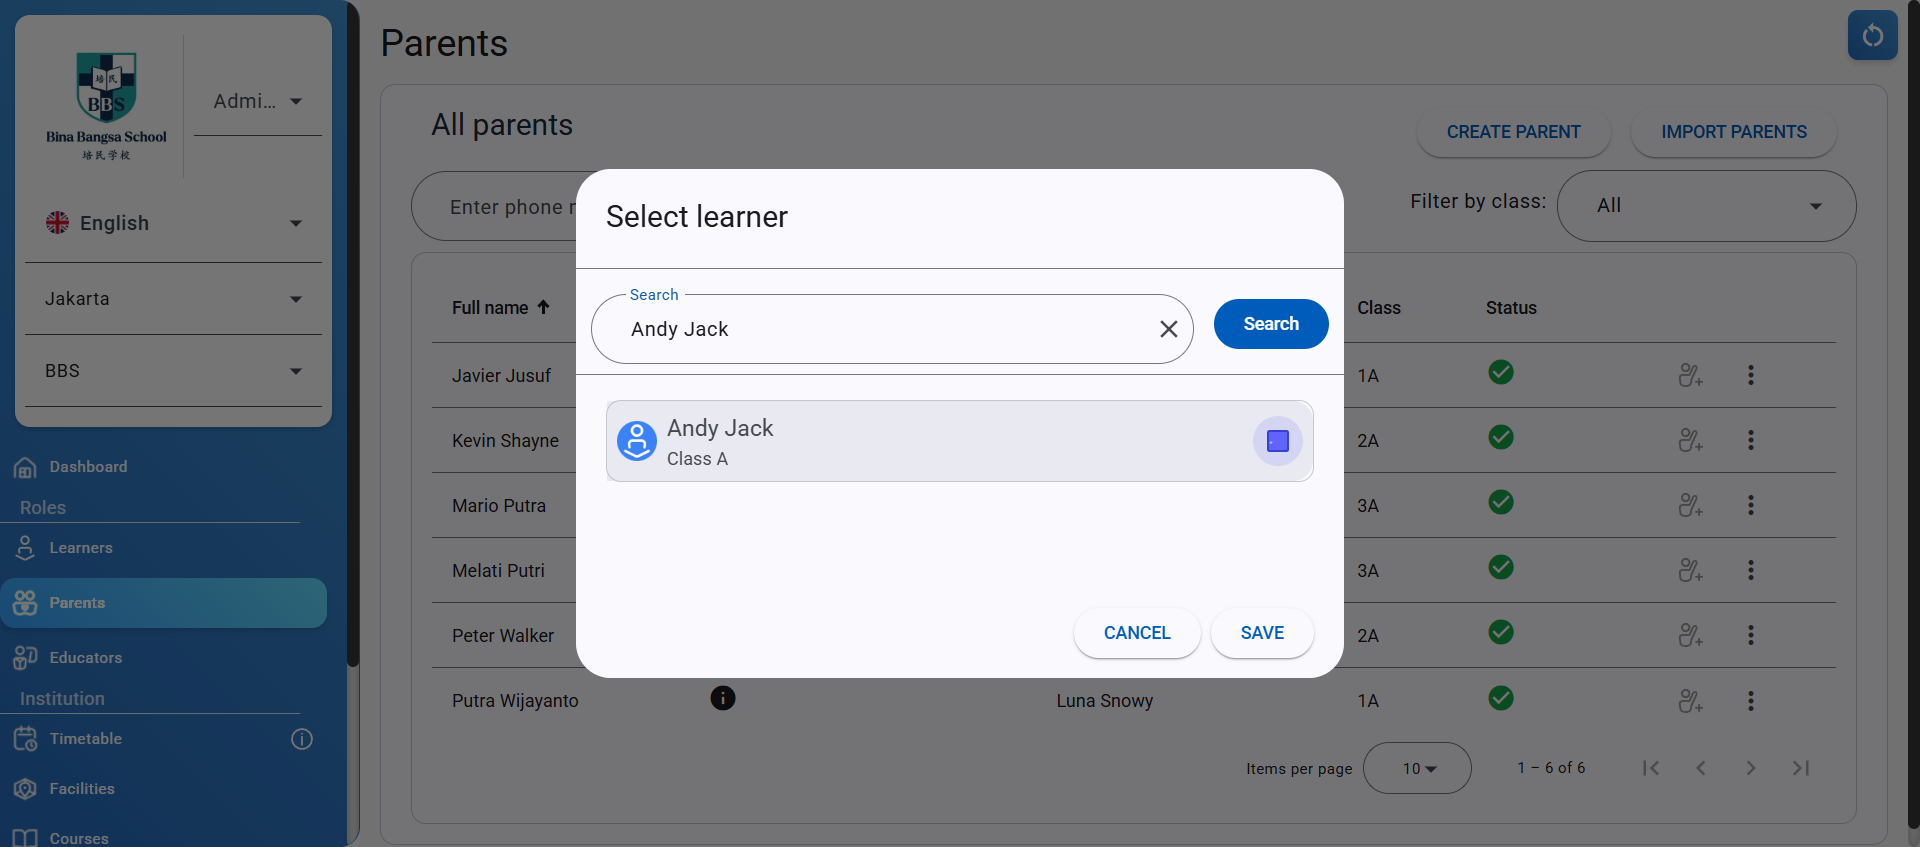 培 民
BBS
Bina Bangsa School
培民学校
Admi...
English
Jakarta
BBS
Dashboard
Roles
Learners
Parents
Educators
Institution
Timetable
Facilities
Courses
Parents
All parents
CREATE PARENT
IMPORT PARENTS
Enter phone n
Filter by class:
All
Full name
Class
Status
Javier Jusuf
1A
Kevin Shayne
2A
Mario Putra
3A
Melati Putri
3A
Peter Walker
2A
Putra Wijayanto
Luna Snowy
1A
Items per page
10
1 – 6 of 6
Select learner
Search
Andy Jack
Search
Andy Jack
Class A
CANCEL
SAVE